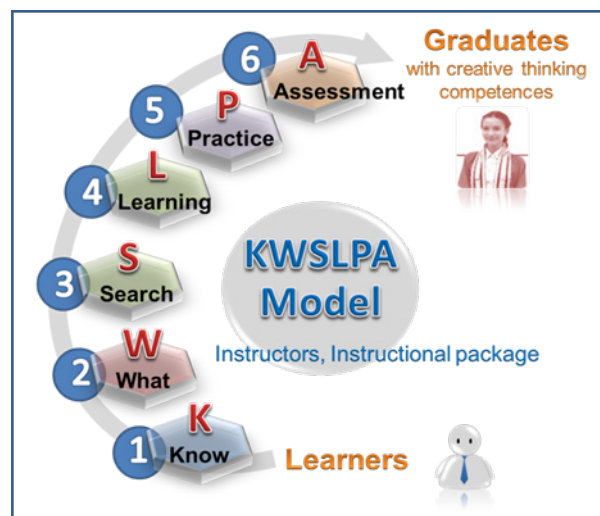 6
A
Assessment
Graduates
with creative thinking
competences
5
P
Practice
4
L
Learning
3
S
Search
KWSLPA
Model
Instructors, Instructional package
2
W
What
1
K
Know
Learners